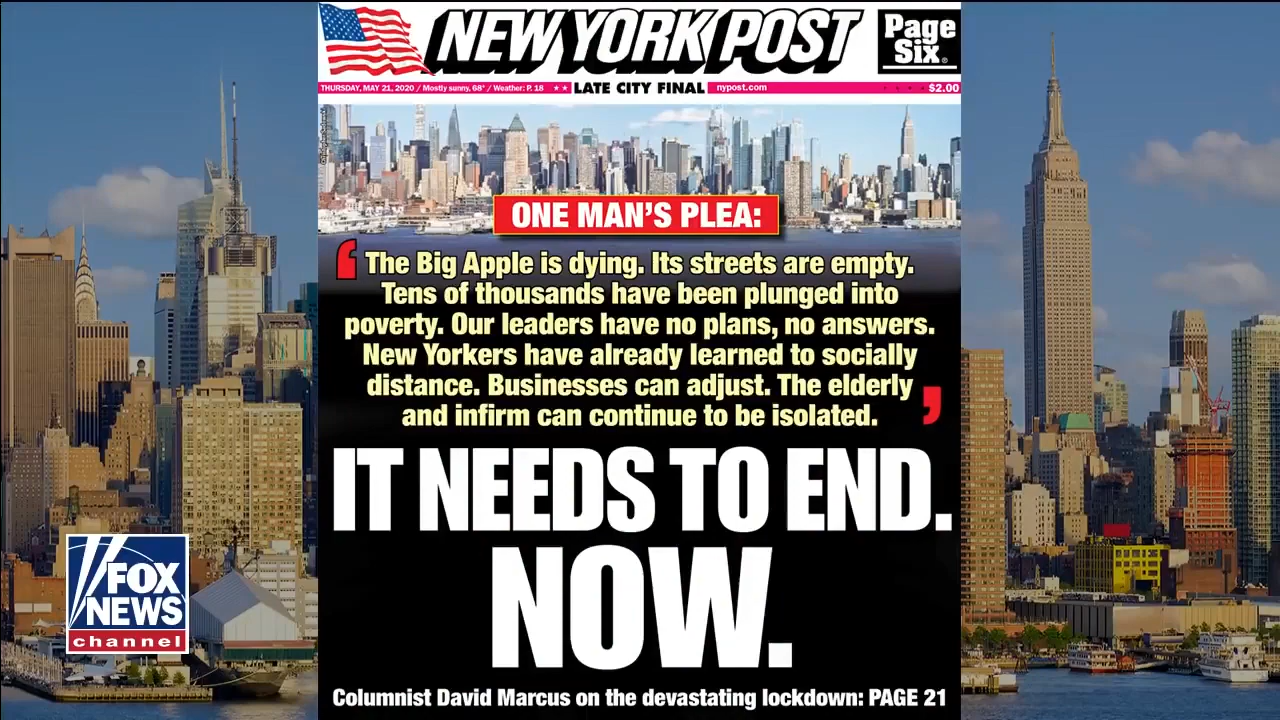 NEW YORK POST
Page
Six®
THURSDAY, MAY 21, 2020 / Mostly sunny, 68° / Weather: P. 18 ★★ LATE CITY FINAL nypost.com $2.00
ONE MAN'S PLEA:
‘The Big Apple is dying. Its streets are empty.
Tens of thousands have been plunged into
poverty. Our leaders have no plans, no answers.
New Yorkers have already learned to socially
distance. Businesses can adjust. The elderly
and infirm can continue to be isolated.’
IT NEEDS TO END.
NOW.
Columnist David Marcus on the devastating lockdown: PAGE 21
FOX
NEWS
channel